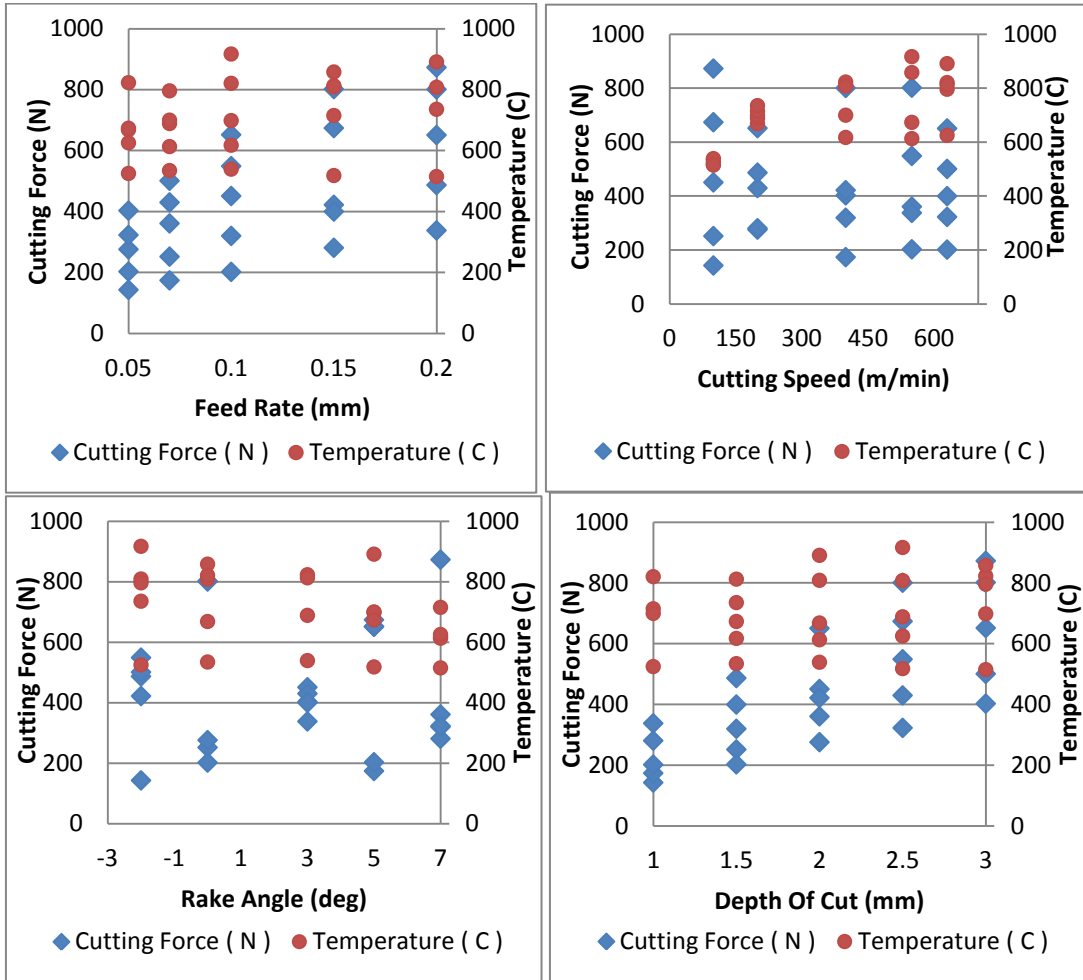 Cutting Force (N)
1000
800
600
400
200
0
1000
800
600
400
200
0
Temperature (C)
0.05 0.1 0.15 0.2
Feed Rate (mm)
Cutting Force ( N ) Temperature ( C )
Cutting Force (N)
1000
800
600
400
200
0
1000
800
600
400
200
0
Temperature (C)
0 150 300 450 600
Cutting Speed (m/min)
Cutting Force ( N ) Temperature ( C )
Cutting Force (N)
1000
800
600
400
200
0
1000
800
600
400
200
0
Temperature (C)
-3 -1 1 3 5 7
Rake Angle (deg)
Cutting Force ( N ) Temperature ( C )
Cutting Force (N)
1000
800
600
400
200
0
1000
800
600
400
200
0
Temperature (C)
1 1.5 2 2.5 3
Depth Of Cut (mm)
Cutting Force ( N ) Temperature ( C )